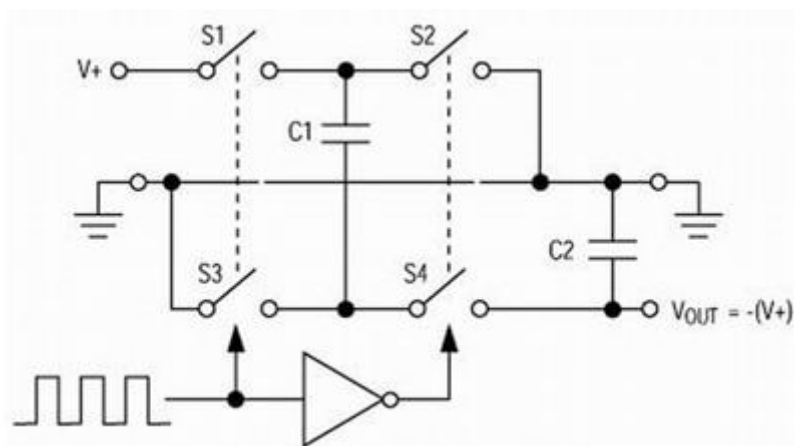 S1
S2
V+
C1
C2
S3
S4
VOUT = -(V+)